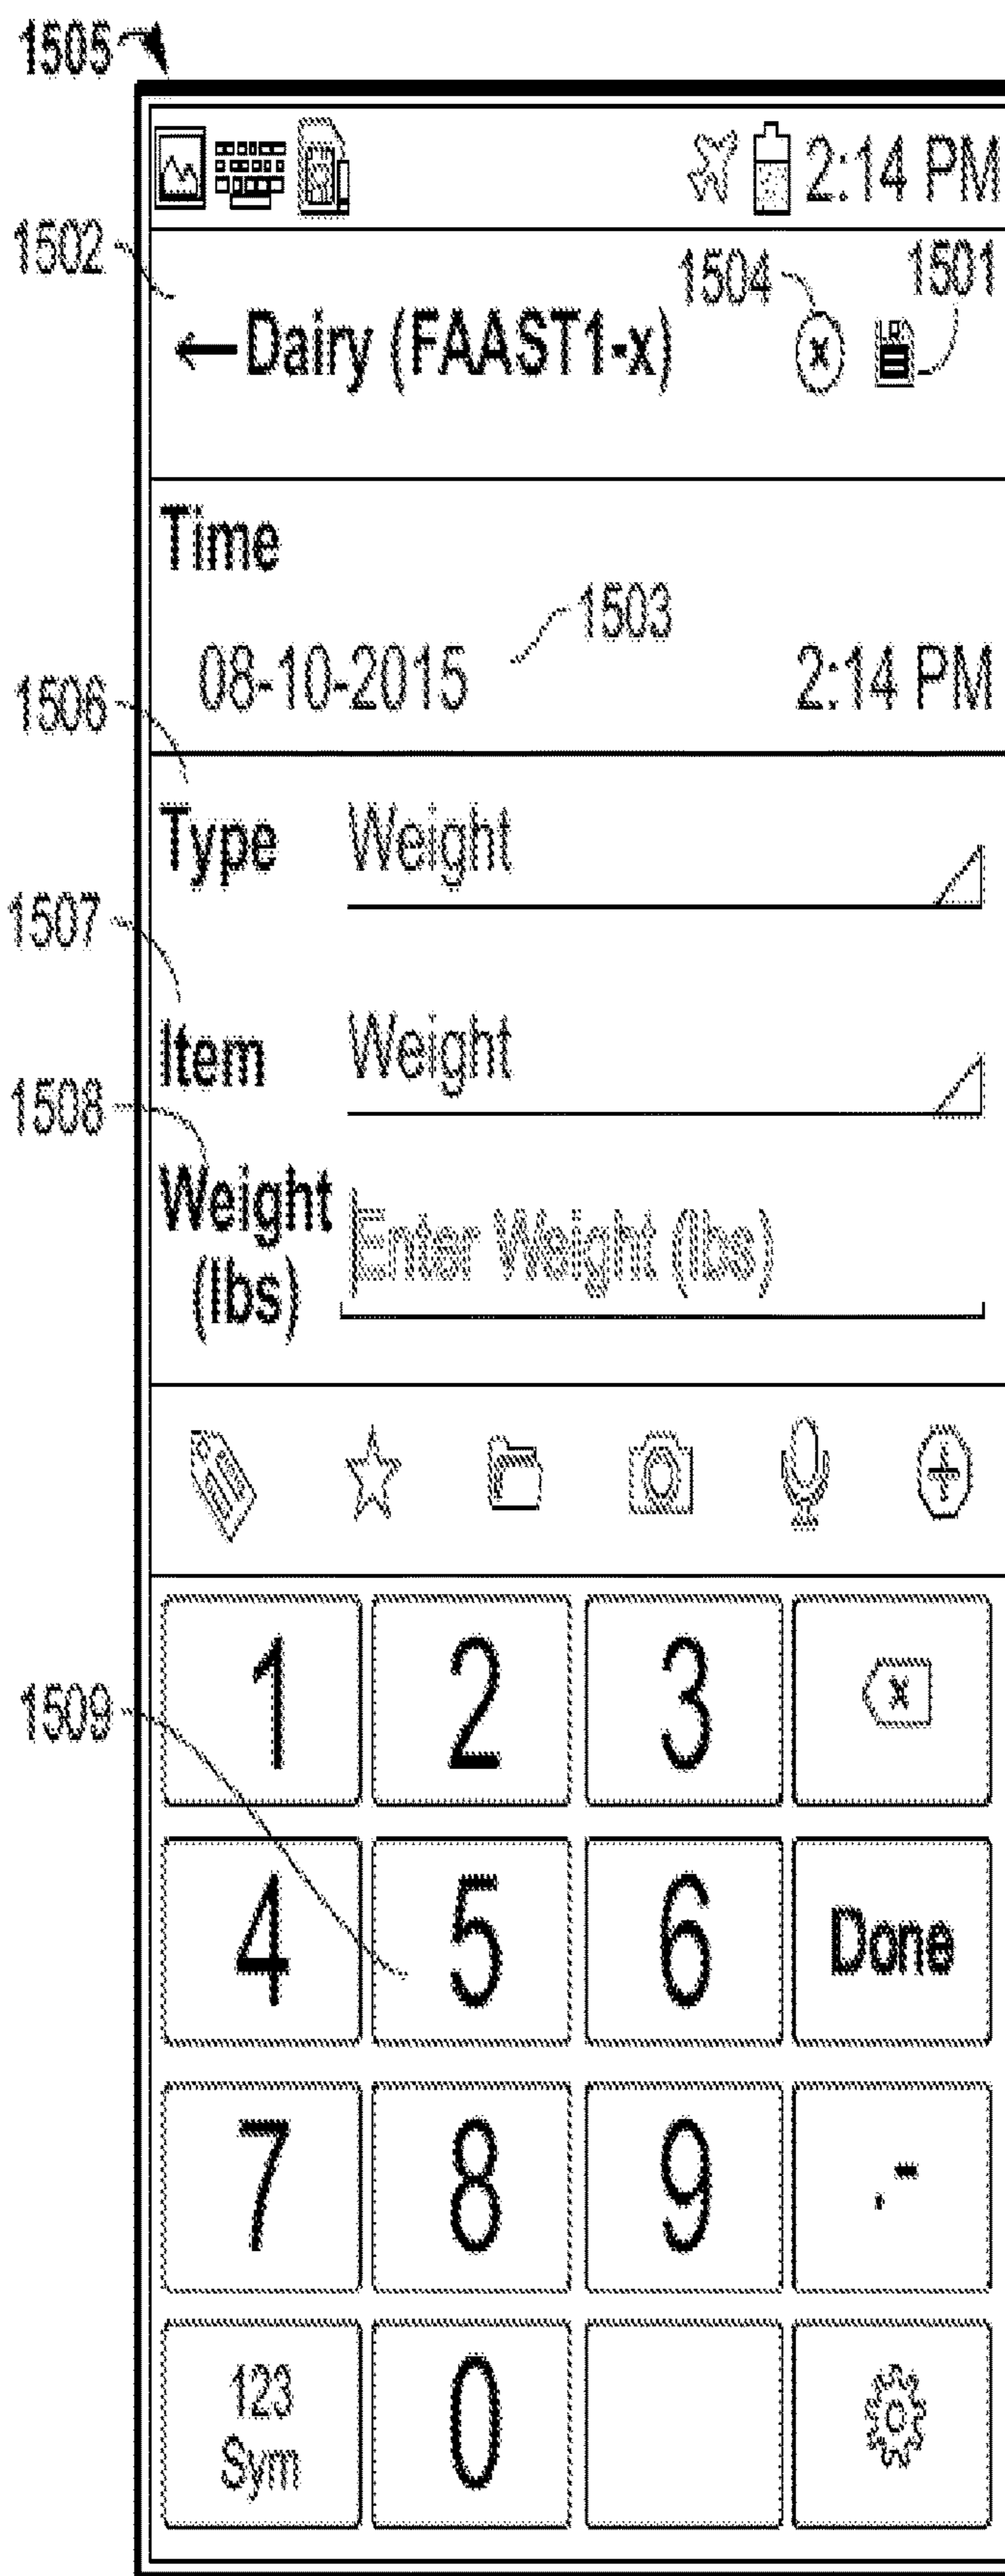 1505
2:14 PM
1502
1504
1501
←Dairy (FAAST1-x)
x
Time
1503
08-10-2015
2:14 PM
1506
Type
Weight
1507
Item
Weight
1508
Weight
(lbs)
Enter Weight (lbs)
1509
1 2 3 x
4 5 6 Done
7 8 9 .-
123
Sym
0